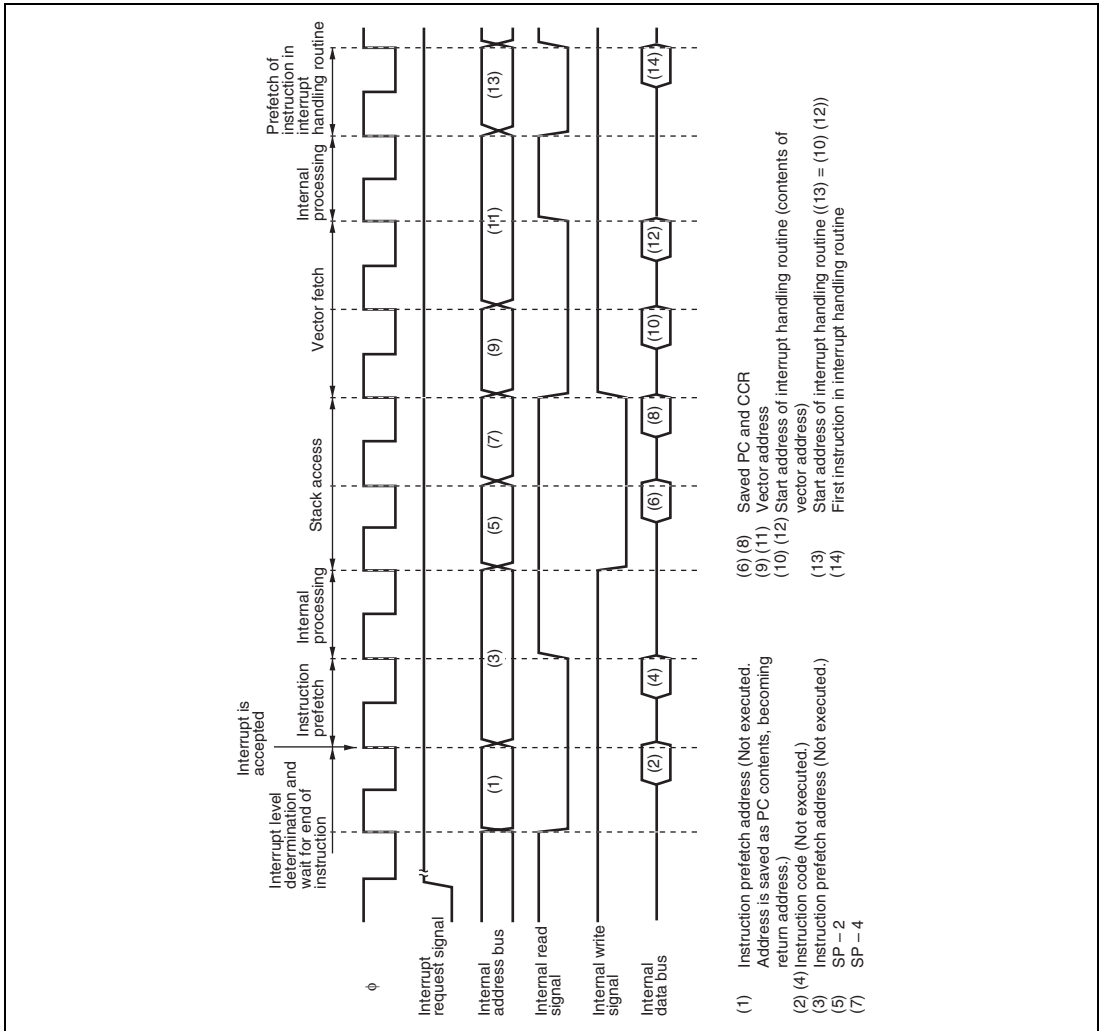 Interrupt is
accepted
Interrupt level
determination and
wait for end of
instruction
Instruction
prefetch
Internal
processing
Stack access
Vector fetch
Internal
processing
Prefetch of
instruction in
interrupt
handling routine
φ
Interrupt
request signal
Internal
address bus
(1)
(3)
(5)
(7)
(9)
(11)
(13)
Internal read
signal
Internal write
signal
Internal
data bus
(2)
(4)
(6)
(8)
(10)
(12)
(14)
(1) Instruction prefetch address (Not executed.
Address is saved as PC contents, becoming
return address.)
(2) (4) Instruction code (Not executed.)
(3) Instruction prefetch address (Not executed.)
(5) SP – 2
(7) SP – 4
(6) (8) Saved PC and CCR
(9) (11) Vector address
(10) (12) Start address of interrupt handling routine (contents of
vector address)
(13) Start address of interrupt handling routine ((13) = (10) (12))
(14) First instruction in interrupt handling routine